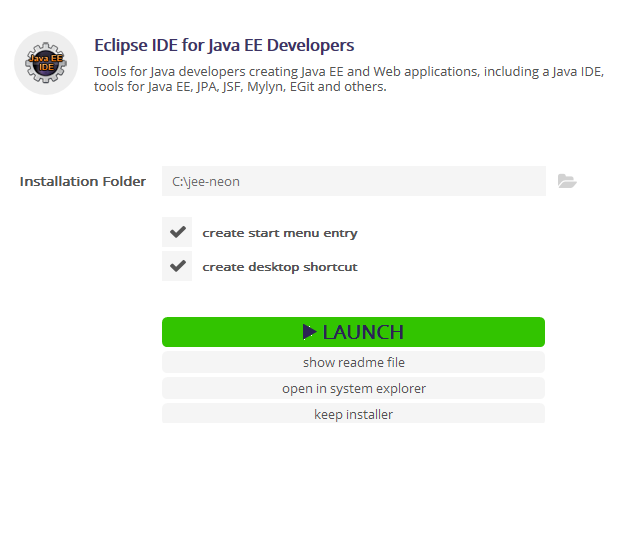 Java EE
IDE
Eclipse IDE for Java EE Developers
Tools for Java developers creating Java EE and Web applications, including a Java IDE,
tools for Java EE, JPA, JSF, Mylyn, EGit and others.
Installation Folder C:\jee-neon
create start menu entry
create desktop shortcut
LAUNCH
show readme file
open in system explorer
keep installer